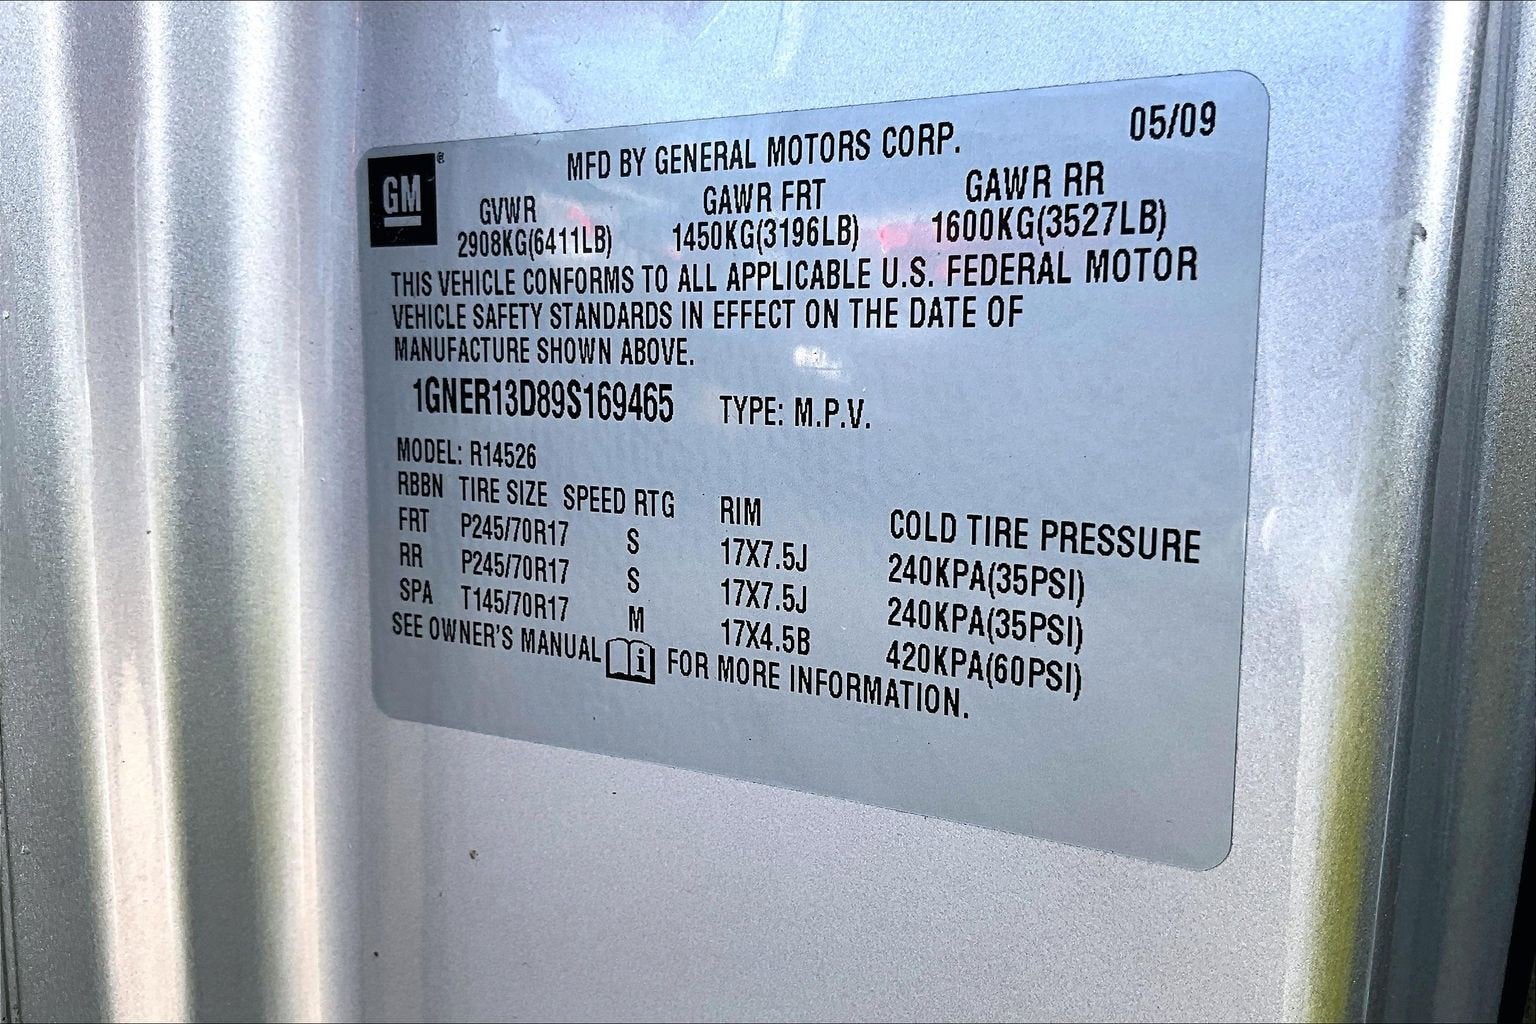 GM®
MFD BY GENERAL MOTORS CORP. 05/09
GVWR GAWR FRT GAWR RR
2908KG(6411LB) 1450KG(3196LB) 1600KG(3527LB)
THIS VEHICLE CONFORMS TO ALL APPLICABLE U.S. FEDERAL MOTOR
VEHICLE SAFETY STANDARDS IN EFFECT ON THE DATE OF
MANUFACTURE SHOWN ABOVE.
1GNER13D89S169465 TYPE: M.P.V.
MODEL: R14526
RBBN TIRE SIZE SPEED RTG RIM COLD TIRE PRESSURE
FRT P245/70R17 S 17X7.5J 240KPA(35PSI)
RR P245/70R17 S 17X7.5J 240KPA(35PSI)
SPA T145/70R17 M 17X4.5B 420KPA(60PSI)
SEE OWNER'S MANUAL i FOR MORE INFORMATION.